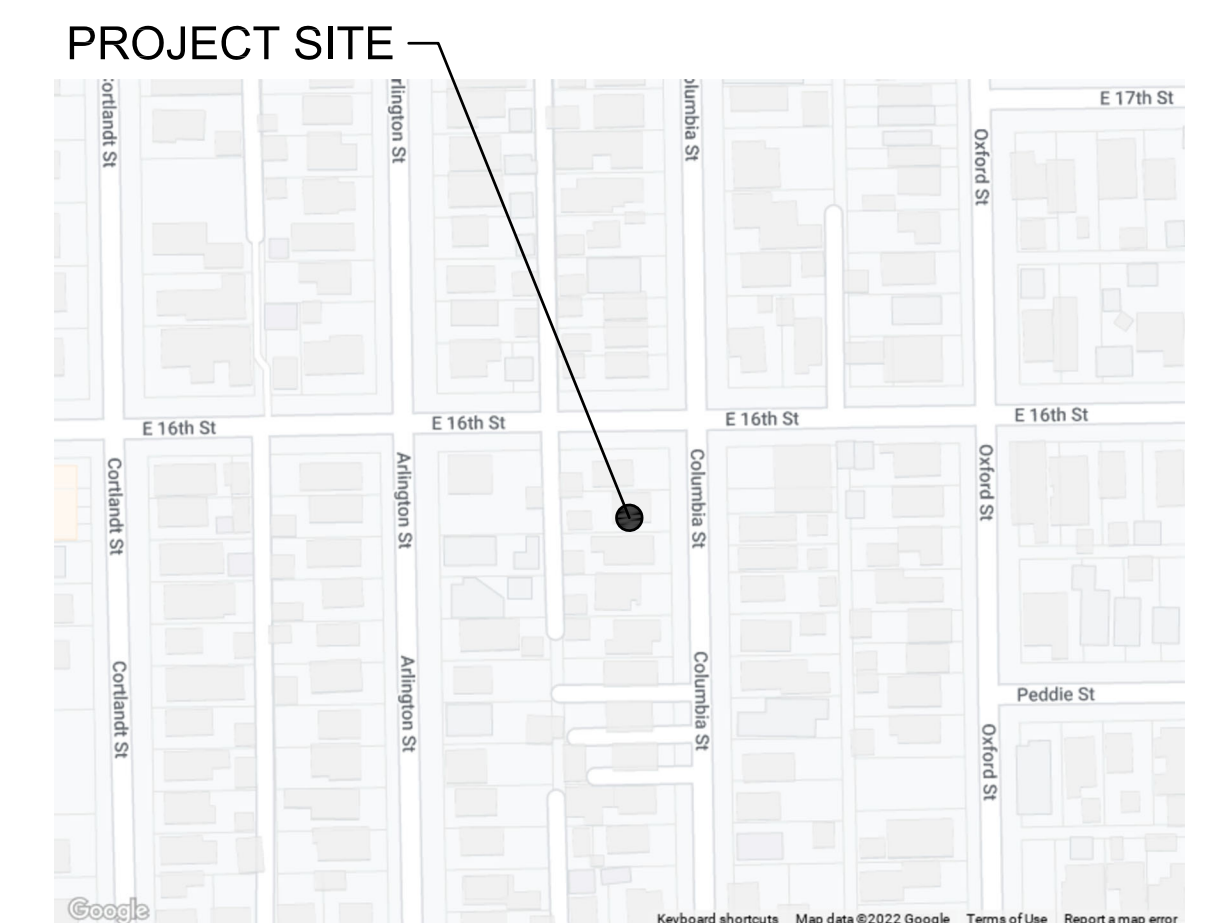 PROJECT SITE
ortlandt St
rlington St
olumbia St
E 17th St
Oxford St
E 16th St
E 16th St
E 16th St
E 16th St
Cortlandt St
Arlington St
Columbia St
Oxford St
Cortlandt St
Arlington St
Columbia St
Peddie St
Oxford St
Google
Keyboard shortcuts Map data ©2022 Google Terms of Use Report a map error